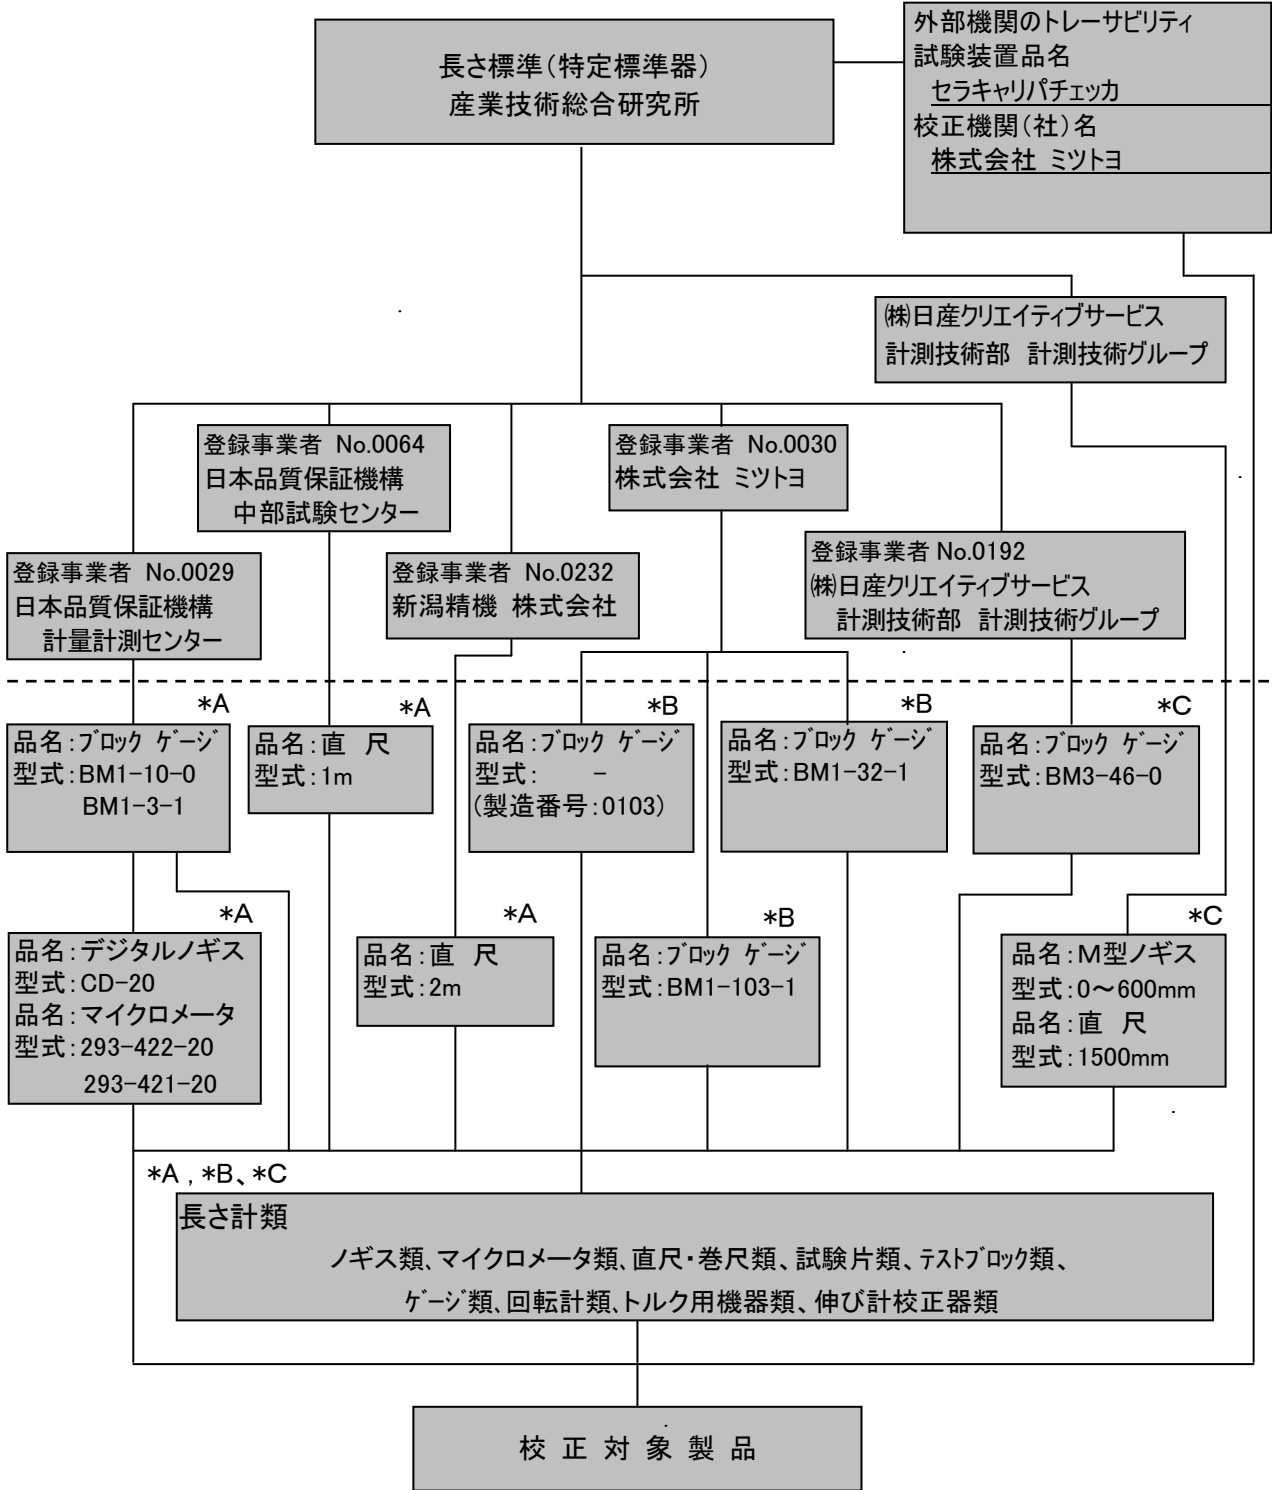 長さ標準(特定標準器)
産業技術総合研究所
外部機関のトレーサビリティ
試験装置品名
セラキャリパチェッカ
校正機関(社)名
株式会社 ミツトヨ
㈱日産クリエイティブサービス
計測技術部 計測技術グループ
登録事業者 No.0064
日本品質保証機構
中部試験センター
登録事業者 No.0030
株式会社 ミツトヨ
登録事業者 No.0029
日本品質保証機構
計量計測センター
登録事業者 No.0232
新潟精機 株式会社
登録事業者 No.0192
㈱日産クリエイティブサービス
計測技術部 計測技術グループ
*A
品名:ブロック ゲージ
型式:BM1-10-0
BM1-3-1
*A
品名:直 尺
型式:1m
*B
品名:ブロック ゲージ
型式: -
(製造番号:0103)
*B
品名:ブロック ゲージ
型式:BM1-32-1
*C
品名:ブロック ゲージ
型式:BM3-46-0
*A
品名:デジタルノギス
型式:CD-20
品名:マイクロメータ
型式:293-422-20
293-421-20
*A
品名:直 尺
型式:2m
*B
品名:ブロック ゲージ
型式:BM1-103-1
*C
品名:M型ノギス
型式:0~600mm
品名:直 尺
型式:1500mm
*A , *B、*C
長さ計類
ノギス類、マイクロメータ類、直尺・巻尺類、試験片類、テストブロック類、
ゲージ類、回転計類、トルク用機器類、伸び計校正器類
校 正 対 象 製 品